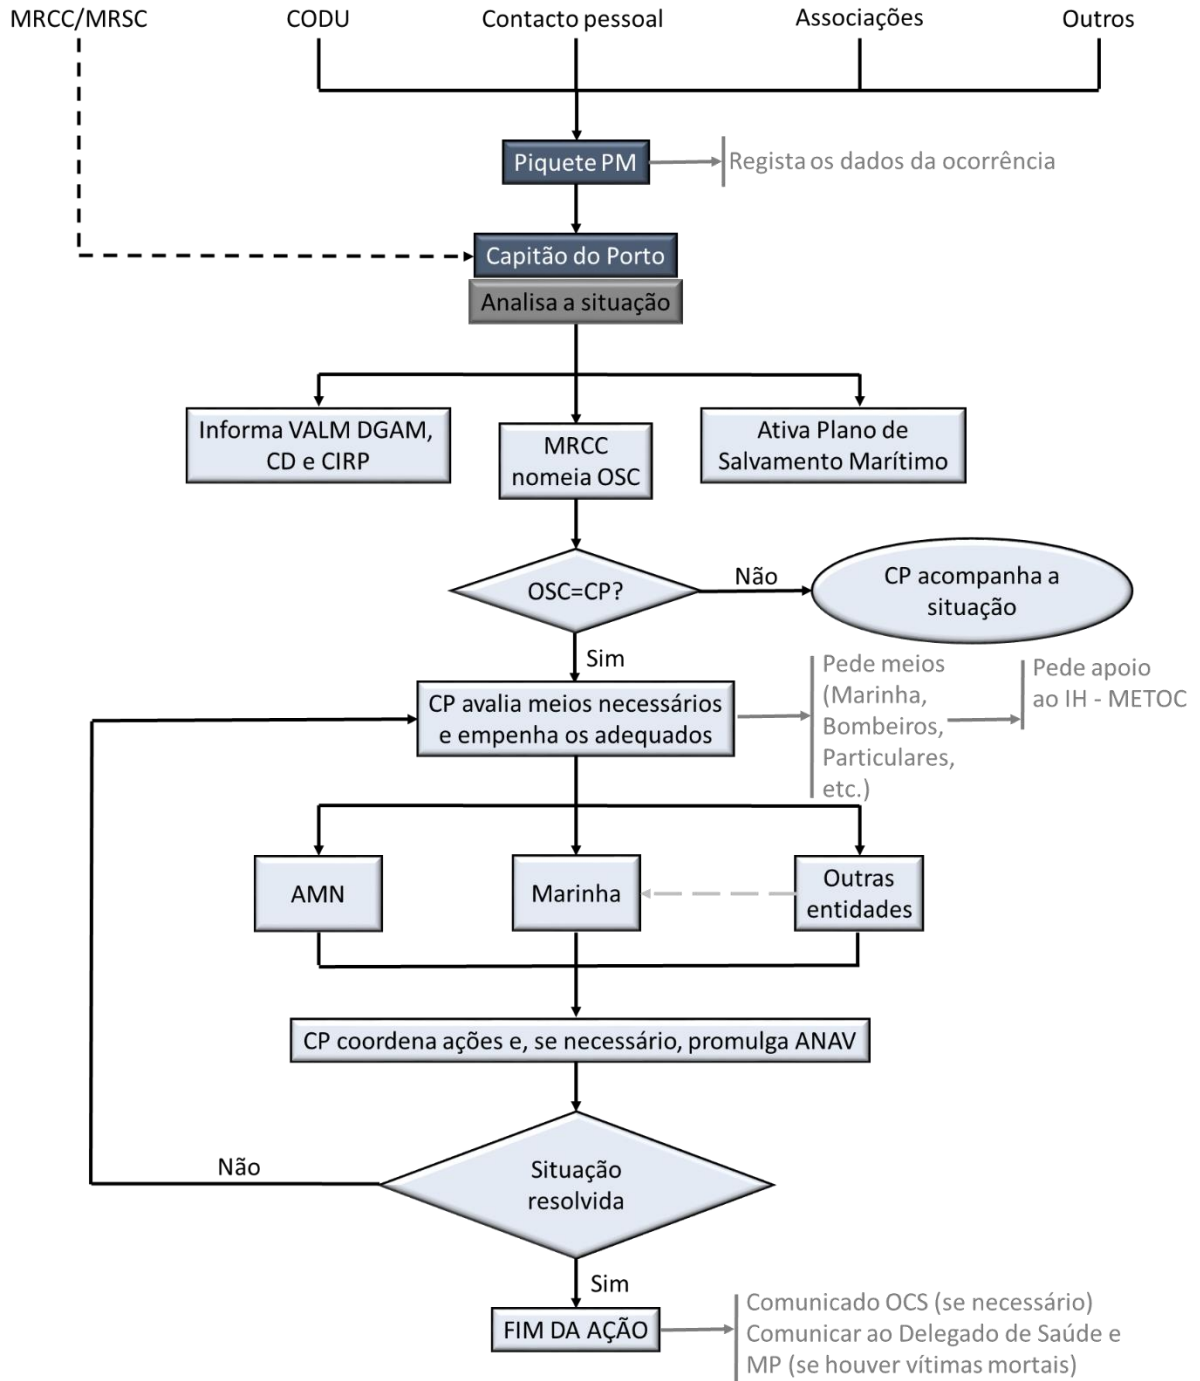 MRCC/MRSC
CODU
Contacto pessoal
Associações
Outros
Piquete PM
Regista os dados da ocorrência
Capitão do Porto
Analisa a situação
Informa VALM DGAM,
CD e CIRP
MRCC
nomeia OSC
Ativa Plano de
Salvamento Marítimo
OSC=CP?
Não
CP acompanha a
situação
Sim
CP avalia meios necessários
e empenha os adequados
Pede meios
(Marinha,
Bombeiros,
Particulares,
etc.)
Pede apoio
ao IH - METOC
AMN
Marinha
Outras
entidades
CP coordena ações e, se necessário, promulga ANAV
Situação
resolvida
Não
Sim
FIM DA AÇÃO
Comunicado OCS (se necessário)
Comunicar ao Delegado de Saúde e
MP (se houver vítimas mortais)